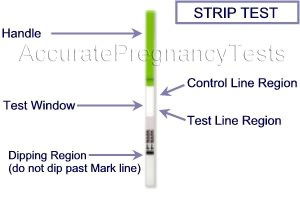 STRIP TEST
Handle
AccuratePregnancyTests
Control Line Region
Test Window
Test Line Region
Dipping Region
(do not dip past Mark line)